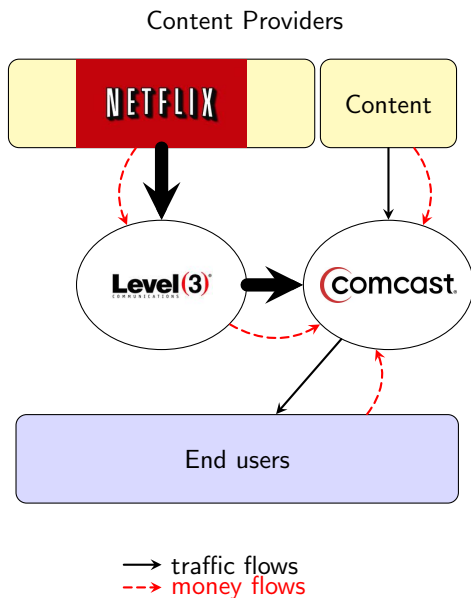 Content Providers
NETFLIX
Content
Level(3)®
COMMUNICATIONS
comcast®
End users
traffic flows
money flows